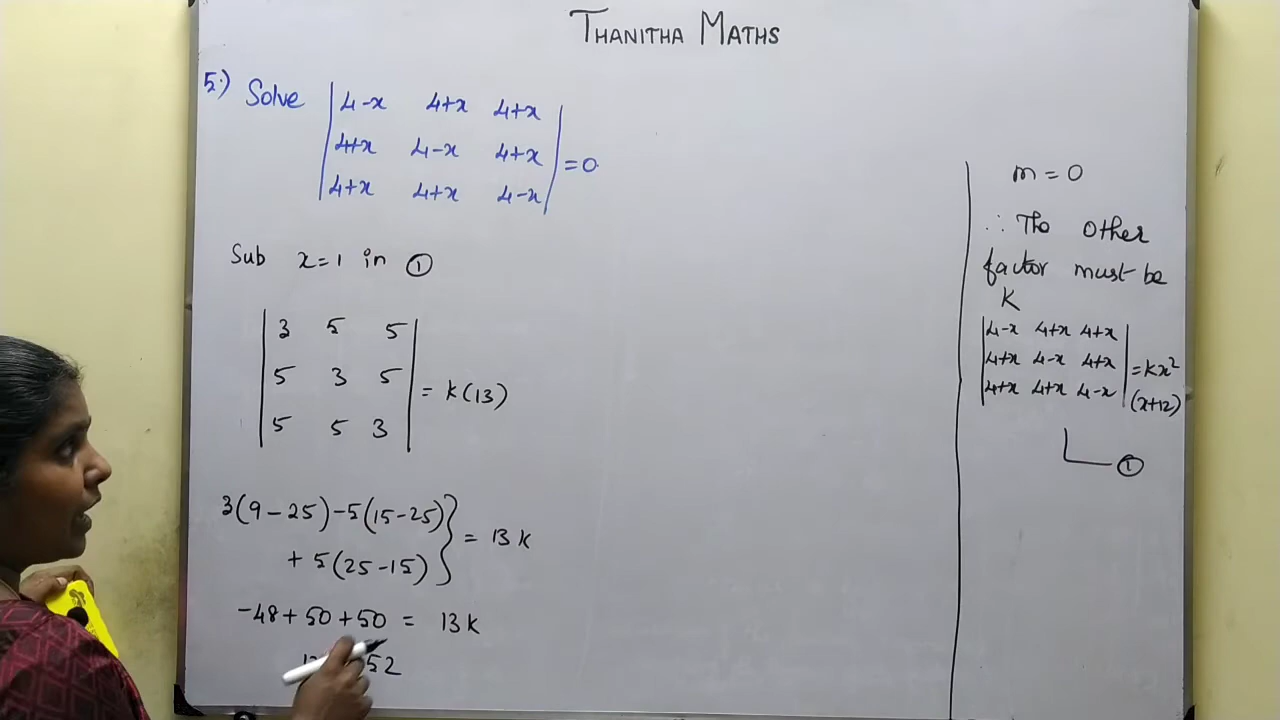 THANITHA MATHS
5.) Solve | 4-x 4+x 4+x |
| 4+x 4-x 4+x | = 0
| 4+x 4+x 4-x |
Sub x=1 in ①
| 3 5 5 |
| 5 3 5 | = K(13)
| 5 5 3 |
3(9-25)-5(15-25)
+ 5(25-15) } = 13K
-48+50+50 = 13K
52
m = 0
∴ The other
factor must be
K
| 4-x 4+x 4+x |
| 4+x 4-x 4+x | = Kx²
| 4+x 4+x 4-x | (x+12)
①